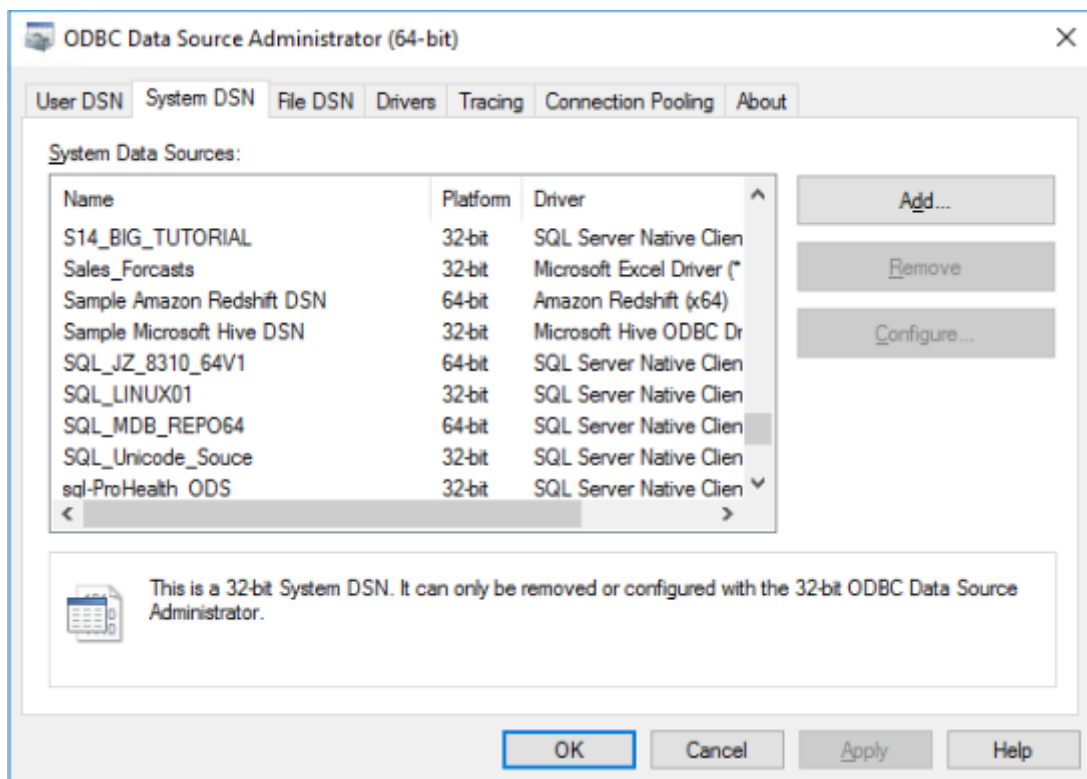 ODBC Data Source Administrator (64-bit)
User DSN System DSN File DSN Drivers Tracing Connection Pooling About
System Data Sources:
Name Platform Driver
S14_BIG_TUTORIAL 32-bit SQL Server Native Clien
Sales_Forcasts 32-bit Microsoft Excel Driver (*
Sample Amazon Redshift DSN 64-bit Amazon Redshift (x64)
Sample Microsoft Hive DSN 32-bit Microsoft Hive ODBC Dr
SQL_JZ_8310_64V1 64-bit SQL Server Native Clien
SQL_LINUX01 32-bit SQL Server Native Clien
SQL_MDB_REPO64 64-bit SQL Server Native Clien
SQL_Unicode_Souce 32-bit SQL Server Native Clien
sql-ProHealth_ODS 32-bit SQL Server Native Clien
Add...
Remove
Configure...
This is a 32-bit System DSN. It can only be removed or configured with the 32-bit ODBC Data Source
Administrator.
OK Cancel Apply Help